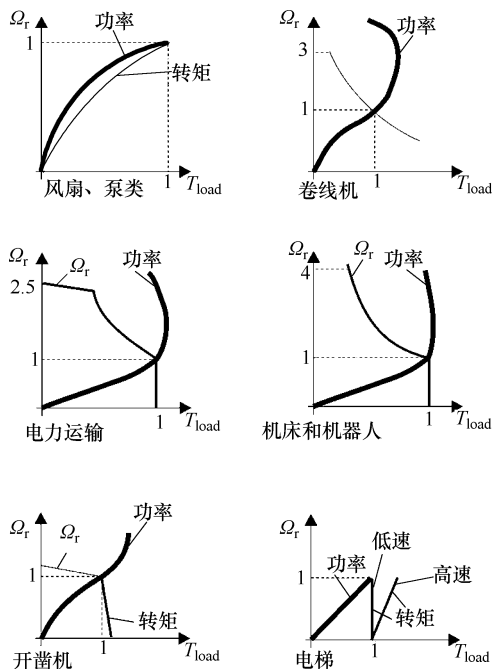 Ωr
功率
1
转矩
1
Tload
风扇、泵类
Ωr
功率
3
1
1
Tload
卷线机
Ωr
Ωr
功率
2.5
1
1
Tload
电力运输
Ωr
Ωr
功率
4
1
1
Tload
机床和机器人
Ωr
功率
Ωr
1
转矩
1
Tload
开凿机
Ωr
低速
功率
高速
1
转矩
1
Tload
电梯